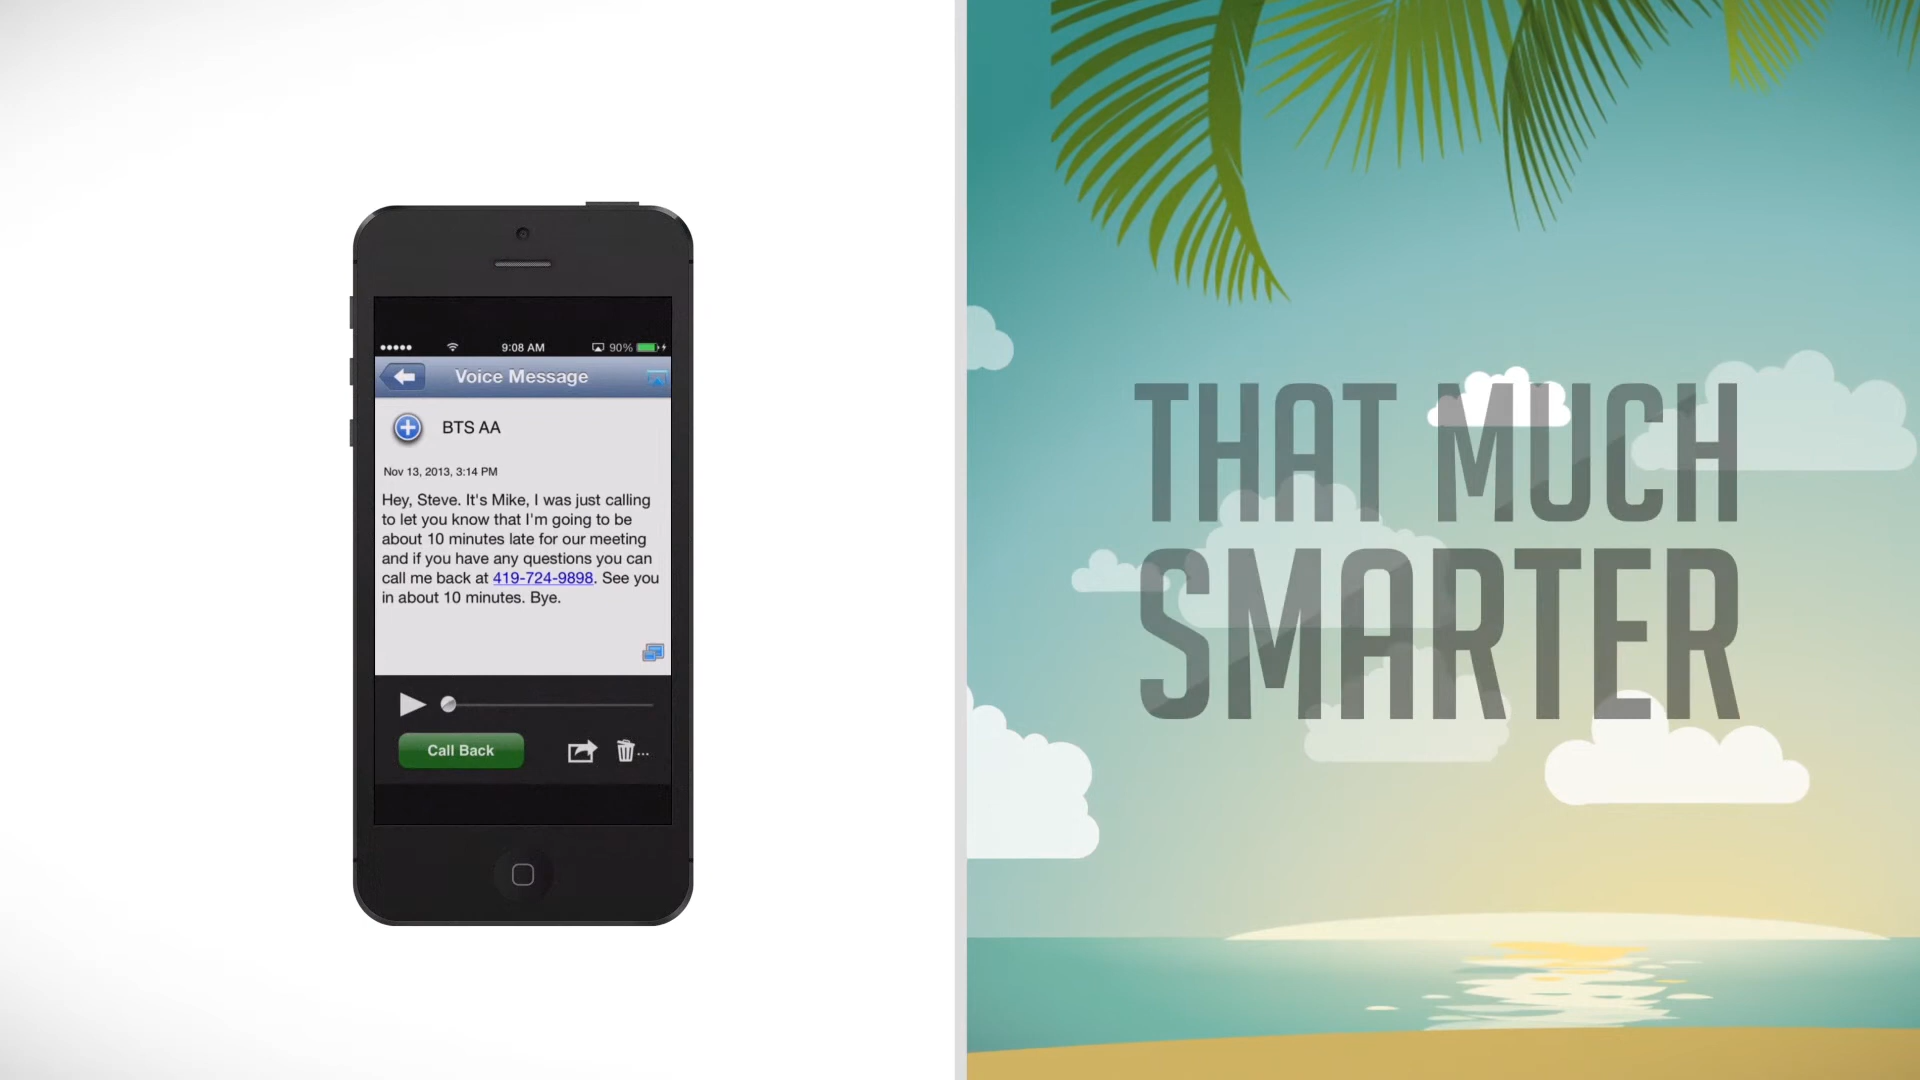 9:08 AM 90%
Voice Message
BTS AA
Nov 13, 2013, 3:14 PM
Hey, Steve. It's Mike, I was just calling
to let you know that I'm going to be
about 10 minutes late for our meeting
and if you have any questions you can
call me back at 419-724-9898. See you
in about 10 minutes. Bye.
Call Back
...
THAT MUCH
SMARTER